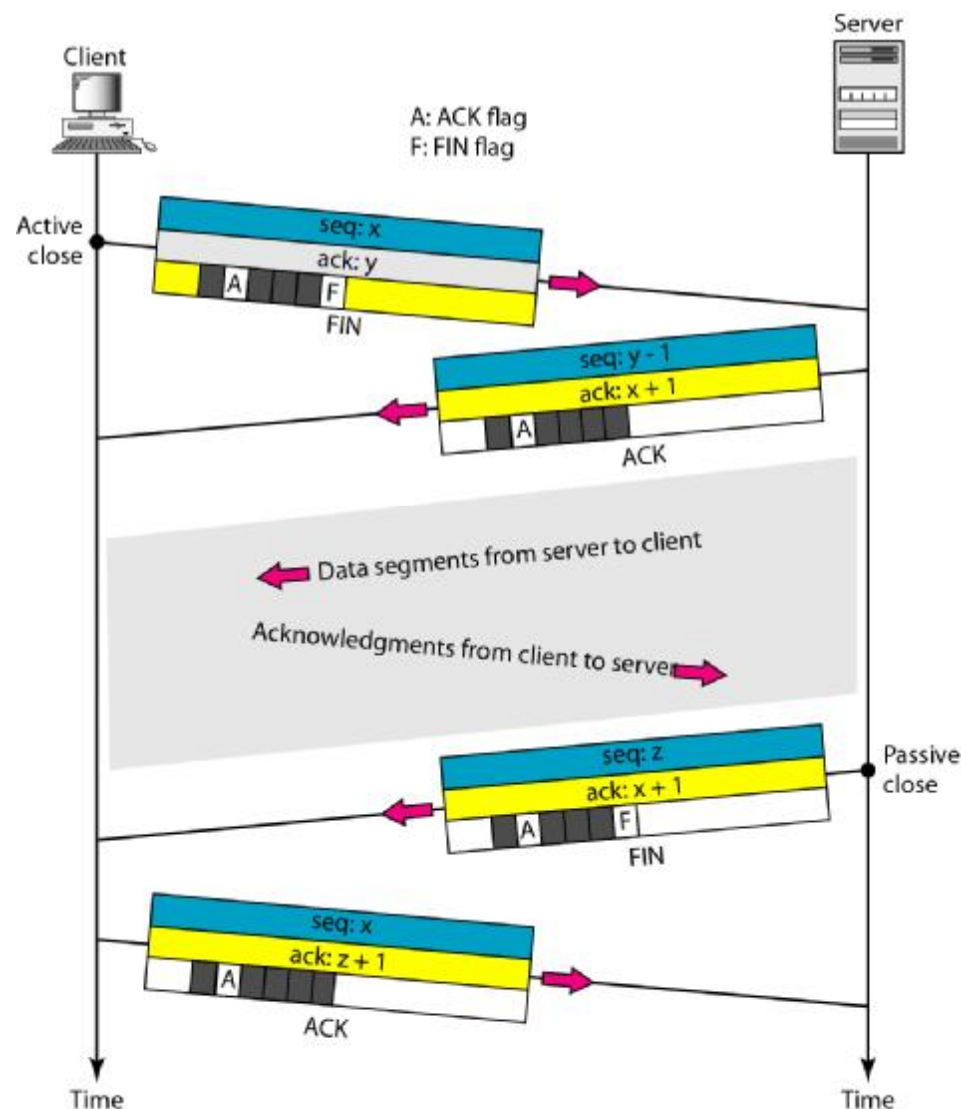 Server
Client
A: ACK flag
F: FIN flag
Active
close
seq: x
ack: y
A F
FIN
seq: y - 1
ack: x + 1
A
ACK
Data segments from server to client
Acknowledgments from client to server
Passive
close
seq: z
ack: x + 1
A F
FIN
seq: x
ack: z + 1
A
ACK
Time
Time